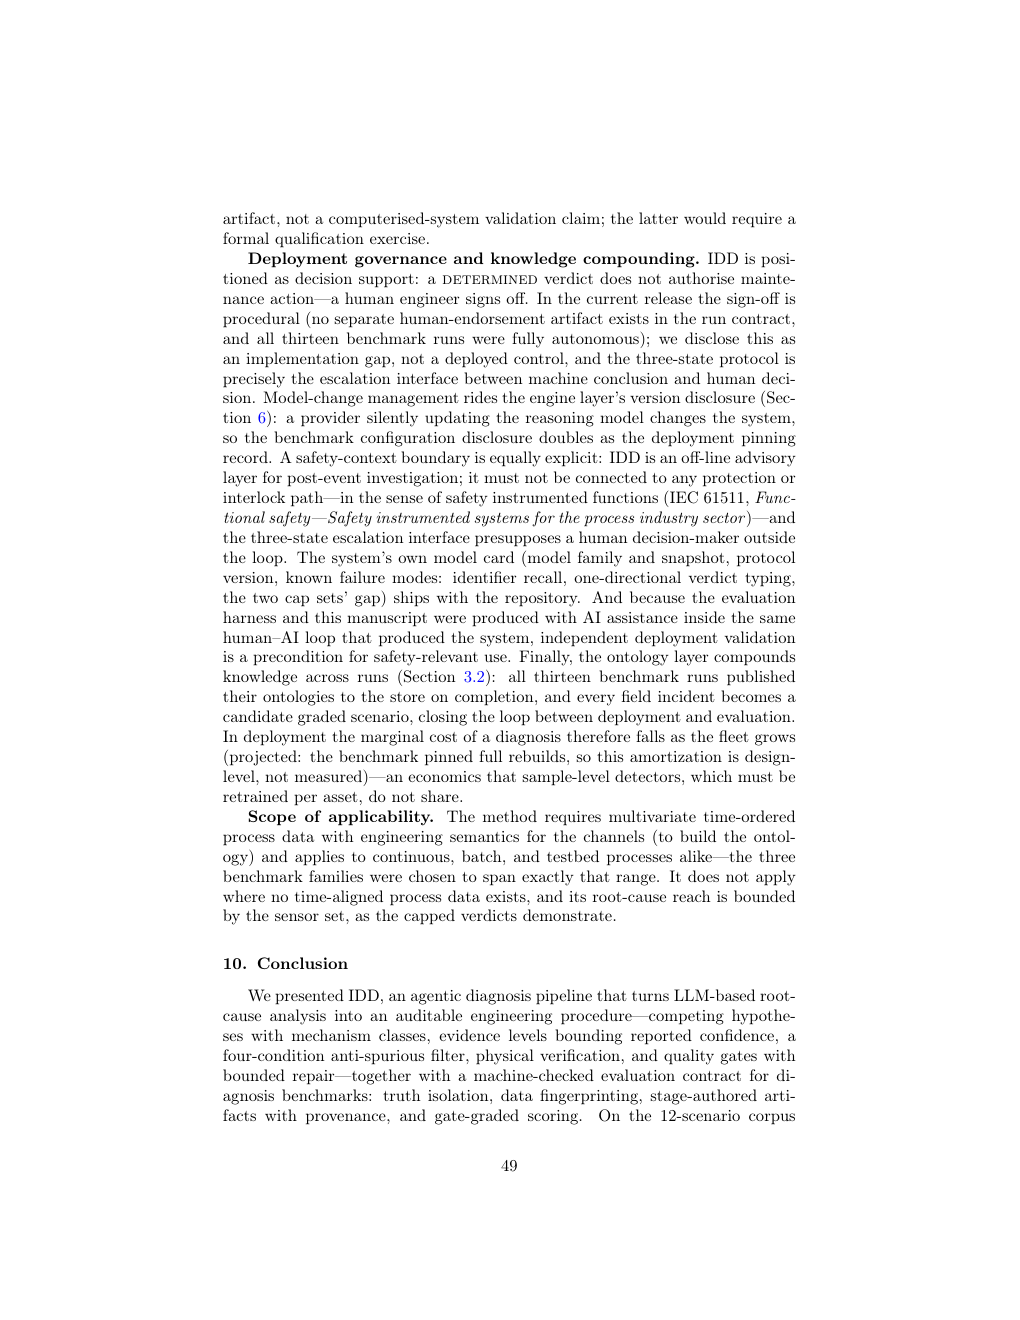 artifact, not a computerised-system validation claim; the latter would require a
formal qualification exercise.
Deployment governance and knowledge compounding. IDD is posi-
tioned as decision support: a DETERMINED verdict does not authorise mainte-
nance action—a human engineer signs off. In the current release the sign-off is
procedural (no separate human-endorsement artifact exists in the run contract,
and all thirteen benchmark runs were fully autonomous); we disclose this as
an implementation gap, not a deployed control, and the three-state protocol is
precisely the escalation interface between machine conclusion and human deci-
sion. Model-change management rides the engine layer's version disclosure (Sec-
tion 6): a provider silently updating the reasoning model changes the system,
so the benchmark configuration disclosure doubles as the deployment pinning
record. A safety-context boundary is equally explicit: IDD is an off-line advisory
layer for post-event investigation; it must not be connected to any protection or
interlock path—in the sense of safety instrumented functions (IEC 61511, Func-
tional safety—Safety instrumented systems for the process industry sector)—and
the three-state escalation interface presupposes a human decision-maker outside
the loop. The system's own model card (model family and snapshot, protocol
version, known failure modes: identifier recall, one-directional verdict typing,
the two cap sets' gap) ships with the repository. And because the evaluation
harness and this manuscript were produced with AI assistance inside the same
human–AI loop that produced the system, independent deployment validation
is a precondition for safety-relevant use. Finally, the ontology layer compounds
knowledge across runs (Section 3.2): all thirteen benchmark runs published
their ontologies to the store on completion, and every field incident becomes a
candidate graded scenario, closing the loop between deployment and evaluation.
In deployment the marginal cost of a diagnosis therefore falls as the fleet grows
(projected: the benchmark pinned full rebuilds, so this amortization is design-
level, not measured)—an economics that sample-level detectors, which must be
retrained per asset, do not share.
Scope of applicability. The method requires multivariate time-ordered
process data with engineering semantics for the channels (to build the ontol-
ogy) and applies to continuous, batch, and testbed processes alike—the three
benchmark families were chosen to span exactly that range. It does not apply
where no time-aligned process data exists, and its root-cause reach is bounded
by the sensor set, as the capped verdicts demonstrate.
10. Conclusion
We presented IDD, an agentic diagnosis pipeline that turns LLM-based root-
cause analysis into an auditable engineering procedure—competing hypothe-
ses with mechanism classes, evidence levels bounding reported confidence, a
four-condition anti-spurious filter, physical verification, and quality gates with
bounded repair—together with a machine-checked evaluation contract for di-
agnosis benchmarks: truth isolation, data fingerprinting, stage-authored arti-
facts with provenance, and gate-graded scoring. On the 12-scenario corpus
49